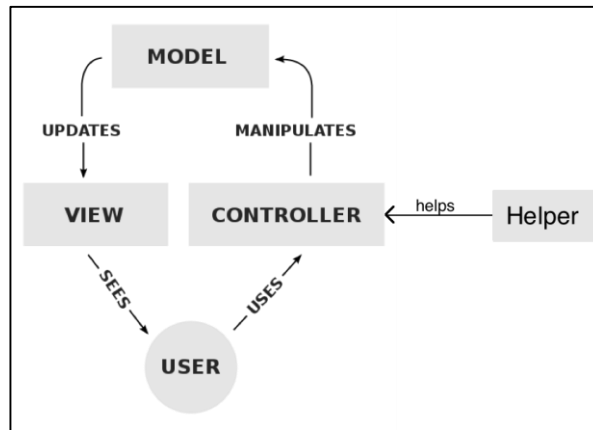 MODEL
UPDATES
MANIPULATES
VIEW
CONTROLLER
helps
Helper
SEES
USES
USER